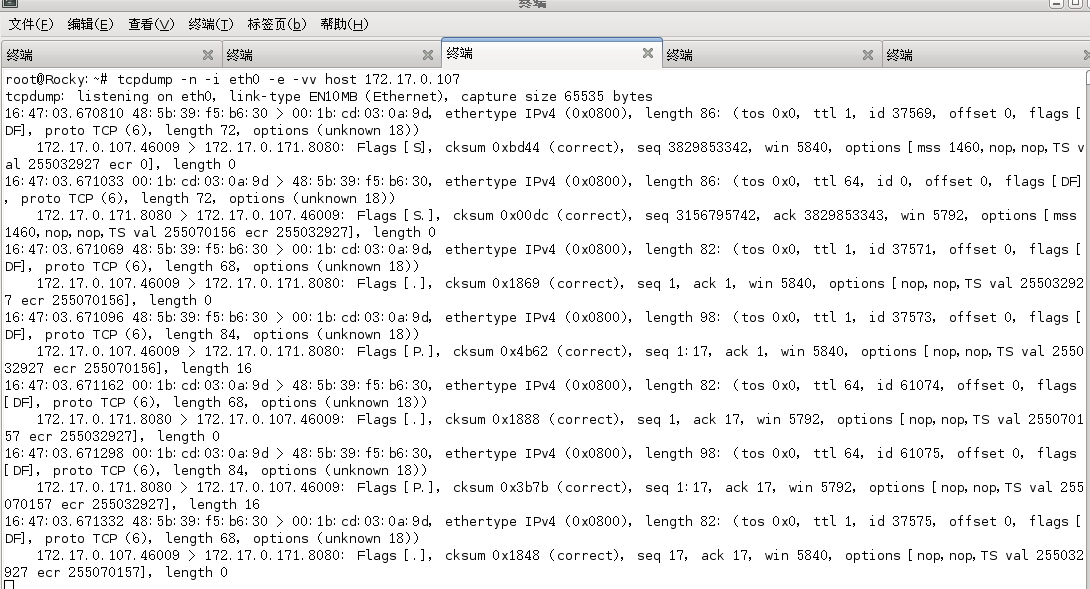 终端
文件(F) 编辑(E) 查看(V) 终端(T) 标签页(b) 帮助(H)
终端 终端 终端 终端 终端
root@Rocky:~# tcpdump -n -i eth0 -e -vv host 172.17.0.107
tcpdump: listening on eth0, link-type EN10MB (Ethernet), capture size 65535 bytes
16:47:03.670810 48:5b:39:f5:b6:30 > 00:1b:cd:03:0a:9d, ethertype IPv4 (0x0800), length 86: (tos 0x0, ttl 1, id 37569, offset 0, flags [
DF], proto TCP (6), length 72, options (unknown 18))
172.17.0.107.46009 > 172.17.0.171.8080: Flags [S], cksum 0xbd44 (correct), seq 3829853342, win 5840, options [mss 1460,nop,nop,TS v
al 255032927 ecr 0], length 0
16:47:03.671033 00:1b:cd:03:0a:9d > 48:5b:39:f5:b6:30, ethertype IPv4 (0x0800), length 86: (tos 0x0, ttl 64, id 0, offset 0, flags [DF]
, proto TCP (6), length 72, options (unknown 18))
172.17.0.171.8080 > 172.17.0.107.46009: Flags [S.], cksum 0x00dc (correct), seq 3156795742, ack 3829853343, win 5792, options [mss
1460,nop,nop,TS val 255070156 ecr 255032927], length 0
16:47:03.671069 48:5b:39:f5:b6:30 > 00:1b:cd:03:0a:9d, ethertype IPv4 (0x0800), length 82: (tos 0x0, ttl 1, id 37571, offset 0, flags [
DF], proto TCP (6), length 68, options (unknown 18))
172.17.0.107.46009 > 172.17.0.171.8080: Flags [.], cksum 0x1869 (correct), seq 1, ack 1, win 5840, options [nop,nop,TS val 25503292
7 ecr 255070156], length 0
16:47:03.671096 48:5b:39:f5:b6:30 > 00:1b:cd:03:0a:9d, ethertype IPv4 (0x0800), length 98: (tos 0x0, ttl 1, id 37573, offset 0, flags [
DF], proto TCP (6), length 84, options (unknown 18))
172.17.0.107.46009 > 172.17.0.171.8080: Flags [P.], cksum 0x4b62 (correct), seq 1:17, ack 1, win 5840, options [nop,nop,TS val 2550
32927 ecr 255070156], length 16
16:47:03.671162 00:1b:cd:03:0a:9d > 48:5b:39:f5:b6:30, ethertype IPv4 (0x0800), length 82: (tos 0x0, ttl 64, id 61074, offset 0, flags
[DF], proto TCP (6), length 68, options (unknown 18))
172.17.0.171.8080 > 172.17.0.107.46009: Flags [.], cksum 0x1888 (correct), seq 1, ack 17, win 5792, options [nop,nop,TS val 2550701
57 ecr 255032927], length 0
16:47:03.671298 00:1b:cd:03:0a:9d > 48:5b:39:f5:b6:30, ethertype IPv4 (0x0800), length 98: (tos 0x0, ttl 64, id 61075, offset 0, flags
[DF], proto TCP (6), length 84, options (unknown 18))
172.17.0.171.8080 > 172.17.0.107.46009: Flags [P.], cksum 0x3b7b (correct), seq 1:17, ack 17, win 5792, options [nop,nop,TS val 255
070157 ecr 255032927], length 16
16:47:03.671332 48:5b:39:f5:b6:30 > 00:1b:cd:03:0a:9d, ethertype IPv4 (0x0800), length 82: (tos 0x0, ttl 1, id 37575, offset 0, flags [
DF], proto TCP (6), length 68, options (unknown 18))
172.17.0.107.46009 > 172.17.0.171.8080: Flags [.], cksum 0x1848 (correct), seq 17, ack 17, win 5840, options [nop,nop,TS val 255032
927 ecr 255070157], length 0